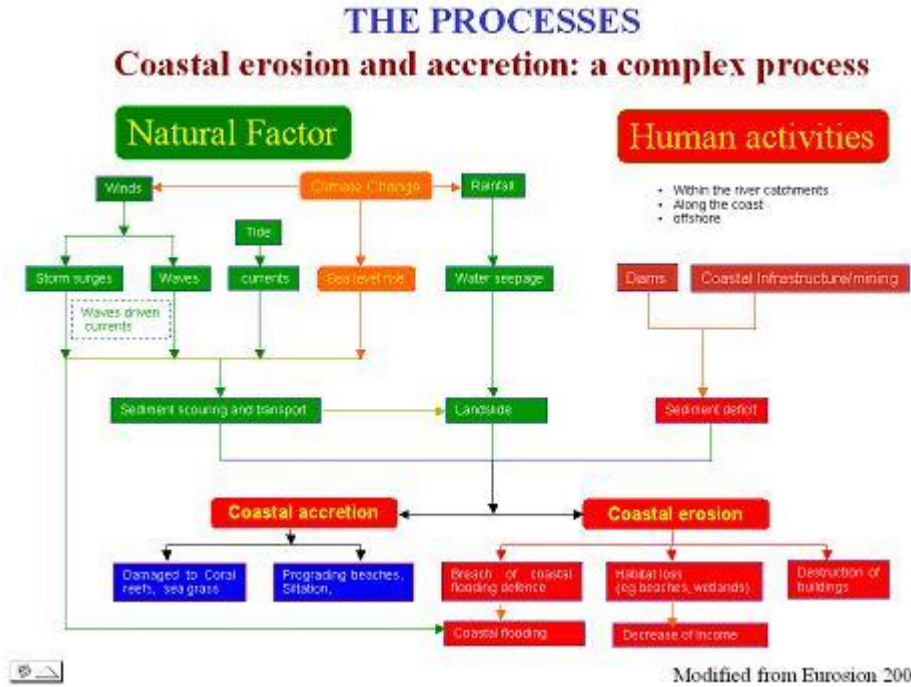 THE PROCESSES
Coastal erosion and accretion: a complex process
Natural Factor
Human activities
Winds
Climate Change
Rainfall
• Within the river catchments
• Along the coast
• offshore
Tide
Storm surges
Waves
currents
Sea level rise
Water seepage
Dams
Coastal Infrastructure/mining
Waves driven
currents
Sediment scouring and transport
Landslide
Sediment deficit
Coastal accretion
Coastal erosion
Damaged to Coral
reefs, sea grass
Prograding beaches,
Siltation,
Breach of coastal
flooding defence
Habitat loss
(eg beaches, wetlands)
Destruction of
buildings
Coastal flooding
Decrease of income
Modified from Eurosion 200